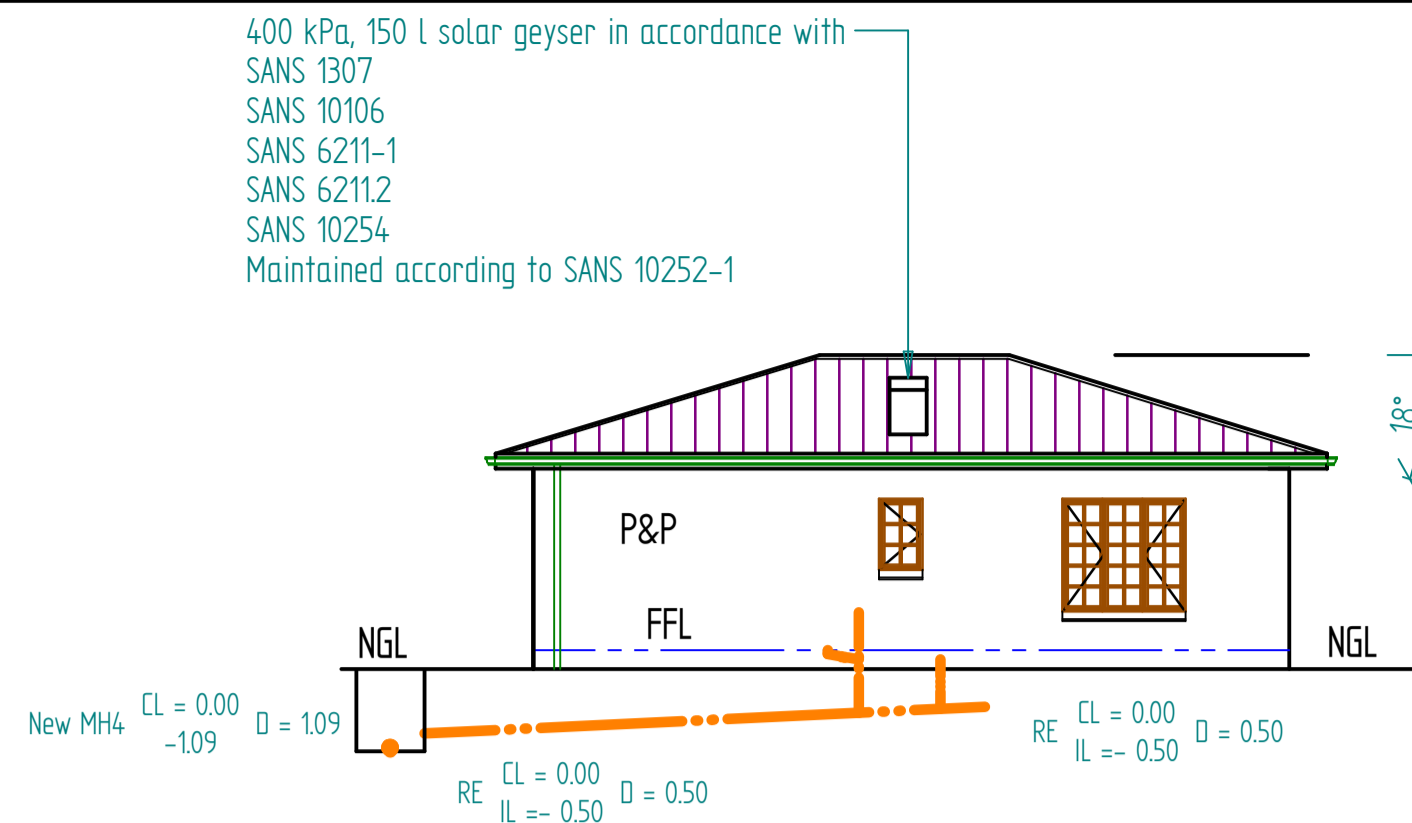 400 kPa, 150 l solar geyser in accordance with
SANS 1307
SANS 10106
SANS 6211-1
SANS 6211.2
SANS 10254
Maintained according to SANS 10252-1
18°
P&P
FFL
NGL
NGL
New MH4 CL = 0.00 D = 1.09
-1.09
RE CL = 0.00 D = 0.50
IL =- 0.50
RE CL = 0.00 D = 0.50
IL =- 0.50